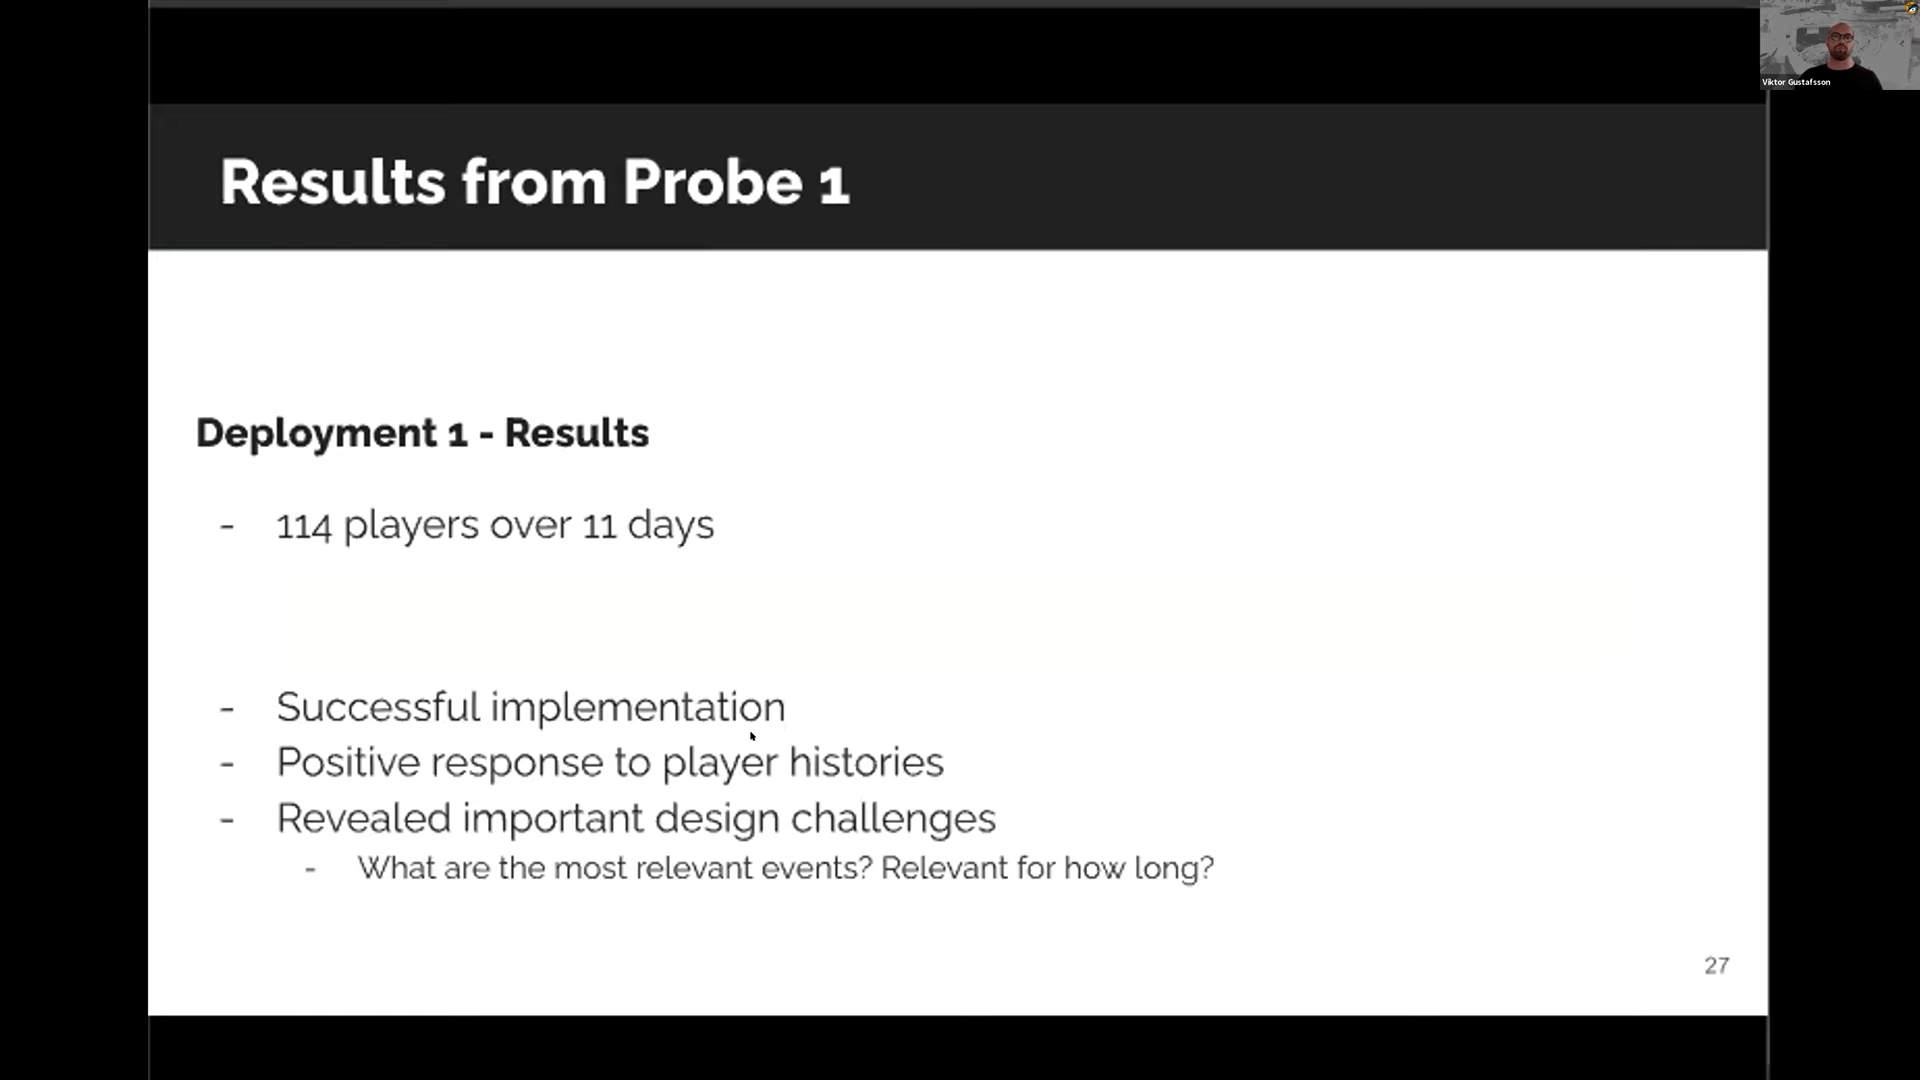 Viktor Gustafsson
Results from Probe 1
Deployment 1 - Results
- 114 players over 11 days
- Successful implementation
- Positive response to player histories
- Revealed important design challenges
- What are the most relevant events? Relevant for how long?
27